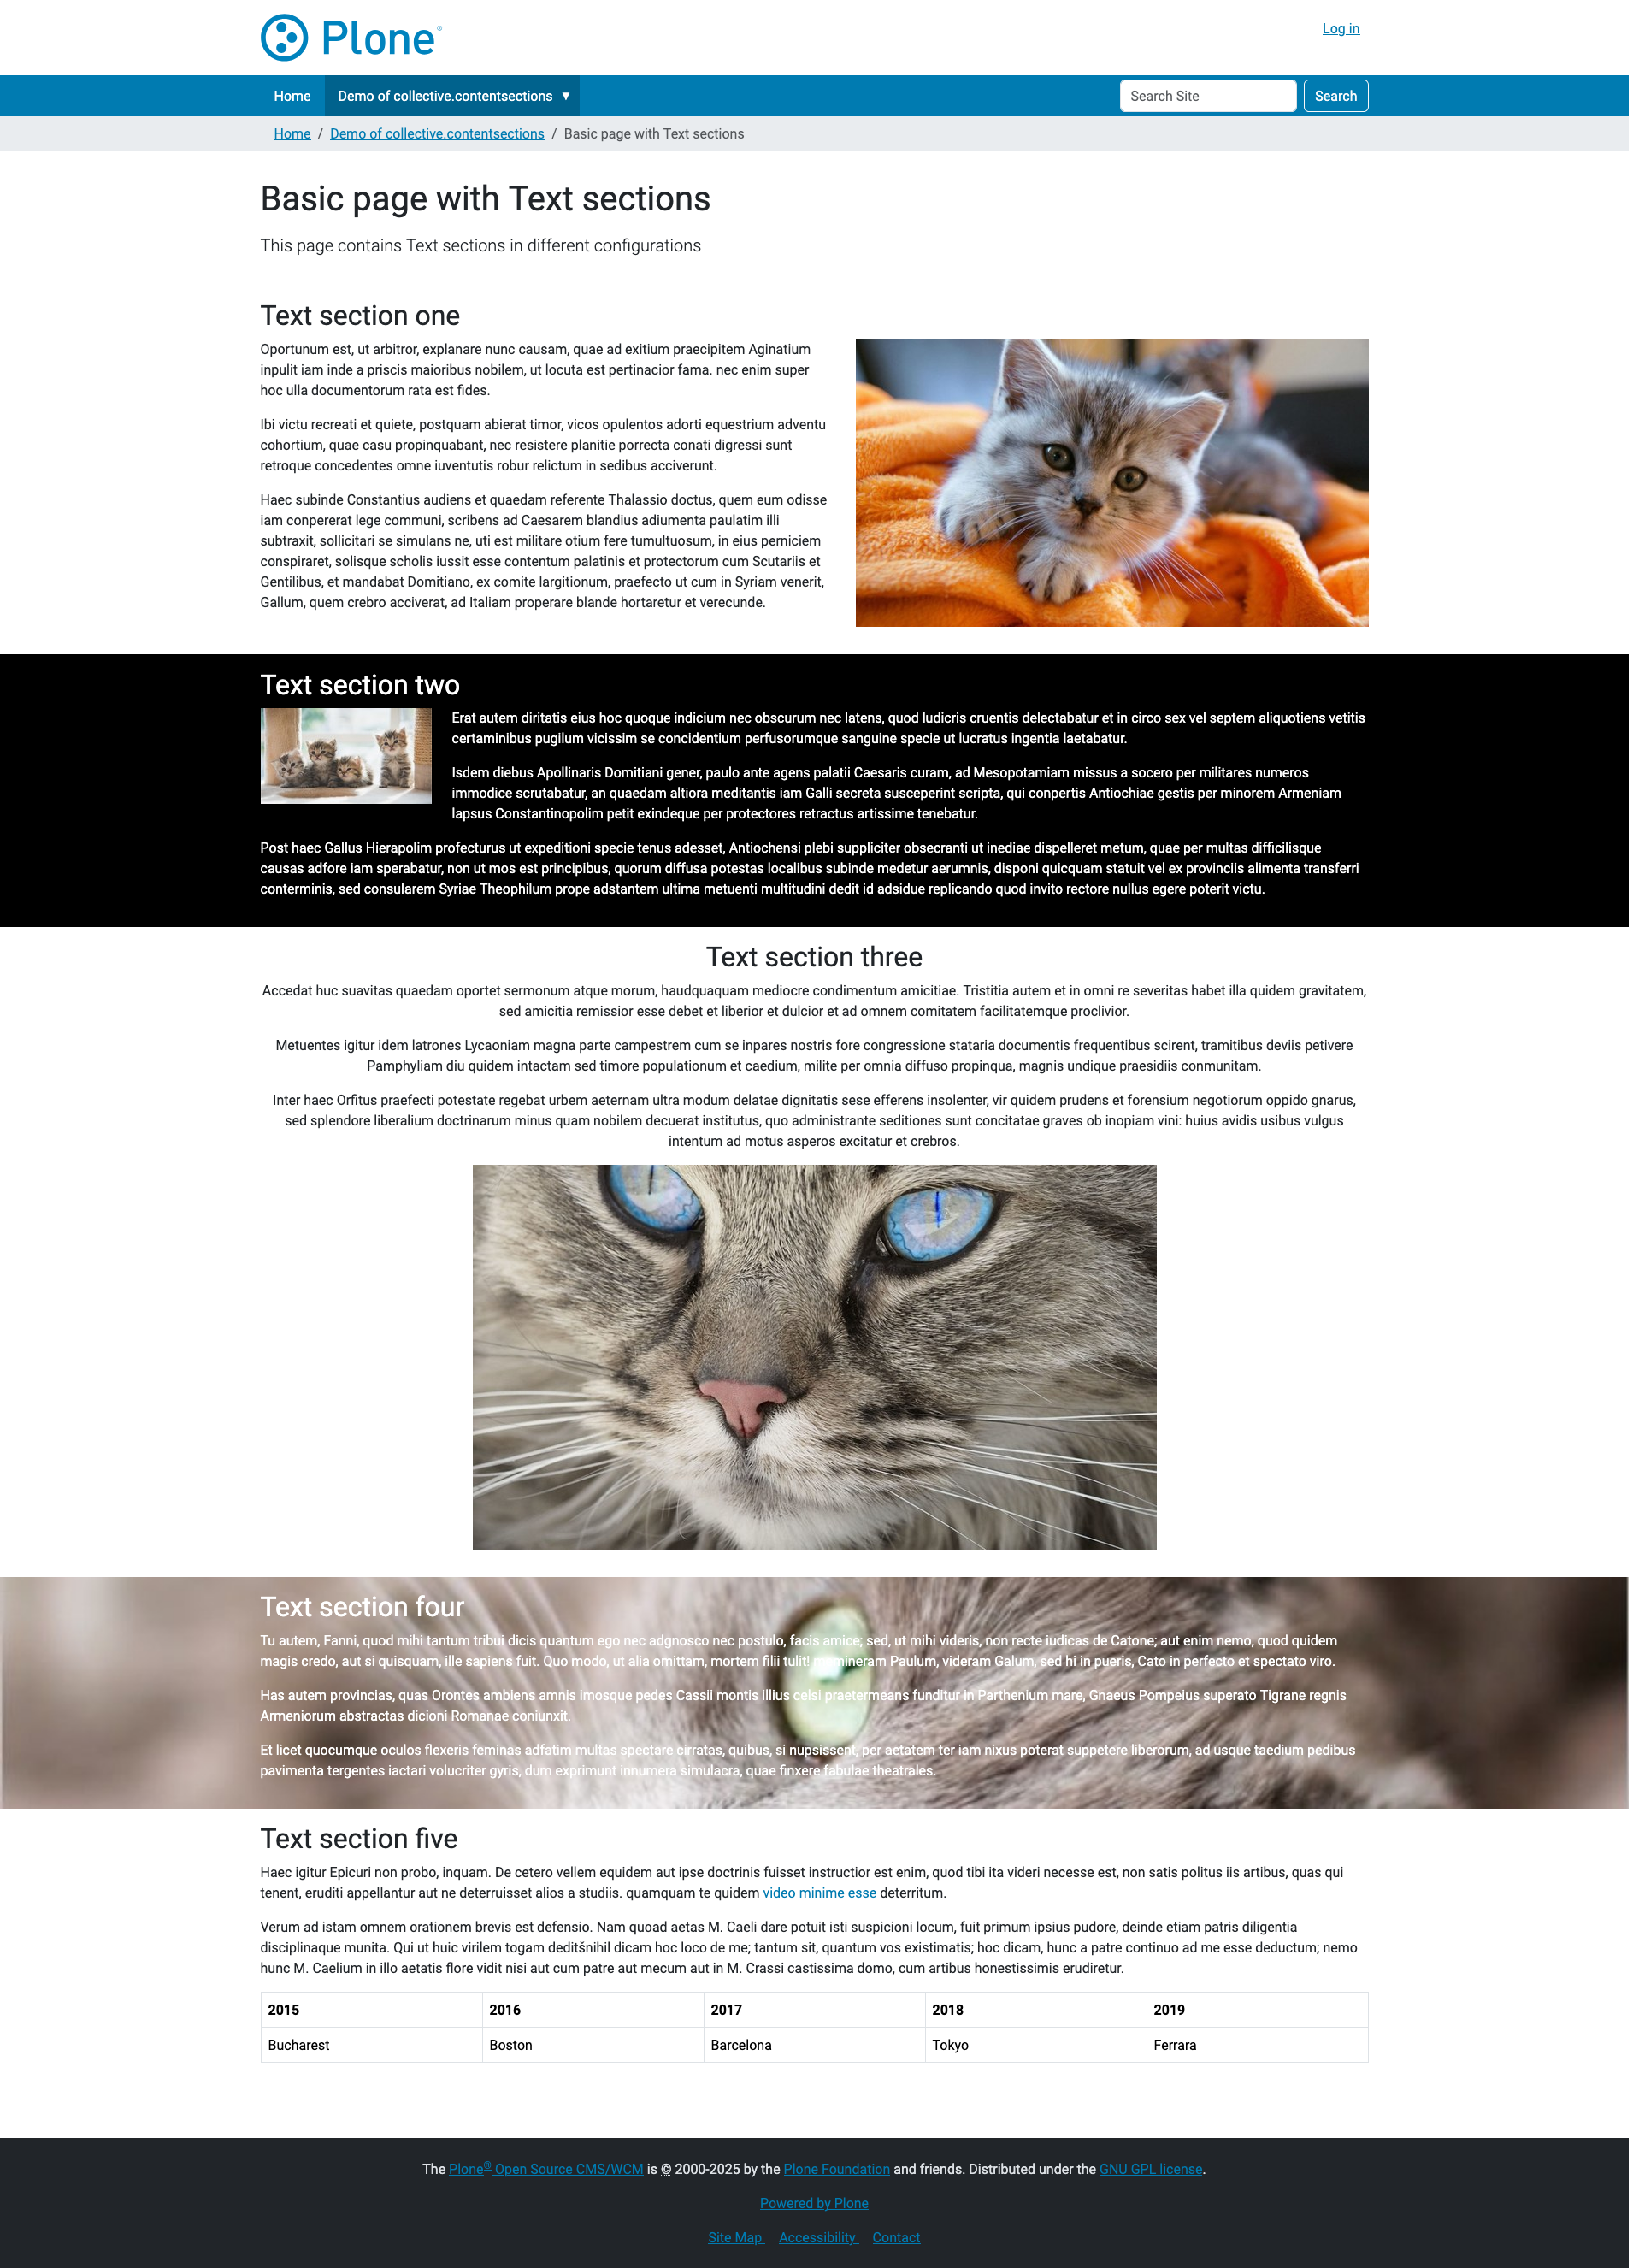 Plone®
Log in
Home
Demo of collective.contentsections ▼
Search Site
Search
Home / Demo of collective.contentsections / Basic page with Text sections
Basic page with Text sections
This page contains Text sections in different configurations
Text section one
Oportunum est, ut arbitror, explanare nunc causam, quae ad exitium praecipitem Aginatium
inpulit iam inde a priscis maioribus nobilem, ut locuta est pertinacior fama. nec enim super
hoc ulla documentorum rata est fides.
Ibi victu recreati et quiete, postquam abierat timor, vicos opulentos adorti equestrium adventu
cohortium, quae casu propinquabant, nec resistere planitie porrecta conati digressi sunt
retroque concedentes omne iuventutis robur relictum in sedibus acciverunt.
Haec subinde Constantius audiens et quaedam referente Thalassio doctus, quem eum odisse
iam conpererat lege communi, scribens ad Caesarem blandius adiumenta paulatim illi
subtraxit, sollicitari se simulans ne, uti est militare otium fere tumultuosum, in eius perniciem
conspiraret, solisque scholis iussit esse contentum palatinis et protectorum cum Scutariis et
Gentilibus, et mandabat Domitiano, ex comite largitionum, praefecto ut cum in Syriam venerit,
Gallum, quem crebro acciverat, ad Italiam properare blande hortaretur et verecunde.
Text section two
Erat autem diritatis eius hoc quoque indicium nec obscurum nec latens, quod ludicris cruentis delectabatur et in circo sex vel septem aliquotiens vetitis
certaminibus pugilum vicissim se concidentium perfusorumque sanguine specie ut lucratus ingentia laetabatur.
Isdem diebus Apollinaris Domitiani gener, paulo ante agens palatii Caesaris curam, ad Mesopotamiam missus a socero per militares numeros
immodice scrutabatur, an quaedam altiora meditantis iam Galli secreta susceperint scripta, qui conpertis Antiochiae gestis per minorem Armeniam
lapsus Constantinopolim petit exindeque per protectores retractus artissime tenebatur.
Post haec Gallus Hierapolim profecturus ut expeditioni specie tenus adesset, Antiochensi plebi suppliciter obsecranti ut inediae dispelleret metum, quae per multas difficilisque
causas adfore iam sperabatur, non ut mos est principibus, quorum diffusa potestas localibus subinde medetur aerumnis, disponi quicquam statuit vel ex provinciis alimenta transferri
conterminis, sed consularem Syriae Theophilum prope adstantem ultima metuenti multitudini dedit id adsidue replicando quod invito rectore nullus egere poterit victu.
Text section three
Accedat huc suavitas quaedam oportet sermonum atque morum, haudquaquam mediocre condimentum amicitiae. Tristitia autem et in omni re severitas habet illa quidem gravitatem,
sed amicitia remissior esse debet et liberior et dulcior et ad omnem comitatem facilitatemque proclivior.
Metuentes igitur idem latrones Lycaoniam magna parte campestrem cum se inpares nostris fore congressione stataria documentis frequentibus scirent, tramitibus deviis petivere
Pamphyliam diu quidem intactam sed timore populationum et caedium, milite per omnia diffuso propinqua, magnis undique praesidiis conmunitam.
Inter haec Orfitus praefecti potestate regebat urbem aeternam ultra modum delatae dignitatis sese efferens insolenter, vir quidem prudens et forensium negotiorum oppido gnarus,
sed splendore liberalium doctrinarum minus quam nobilem decuerat institutus, quo administrante seditiones sunt concitatae graves ob inopiam vini: huius avidis usibus vulgus
intentum ad motus asperos excitatur et crebros.
Text section four
Tu autem, Fanni, quod mihi tantum tribui dicis quantum ego nec adgnosco nec postulo, facis amice; sed, ut mihi videris, non recte iudicas de Catone; aut enim nemo, quod quidem
magis credo, aut si quisquam, ille sapiens fuit. Quo modo, ut alia omittam, mortem filii tulit! memineram Paulum, videram Galum, sed hi in pueris, Cato in perfecto et spectato viro.
Has autem provincias, quas Orontes ambiens amnis imosque pedes Cassii montis illius celsi praetermeans funditur in Parthenium mare, Gnaeus Pompeius superato Tigrane regnis
Armeniorum abstractas dicioni Romanae coniunxit.
Et licet quocumque oculos flexeris feminas adfatim multas spectare cirratas, quibus, si nupsissent, per aetatem ter iam nixus poterat suppetere liberorum, ad usque taedium pedibus
pavimenta tergentes iactari volucriter gyris, dum exprimunt innumera simulacra, quae finxere fabulae theatrales.
Text section five
Haec igitur Epicuri non probo, inquam. De cetero vellem equidem aut ipse doctrinis fuisset instructior est enim, quod tibi ita videri necesse est, non satis politus iis artibus, quas qui
tenent, eruditi appellantur aut ne deterruisset alios a studiis. quamquam te quidem video minime esse deterritum.
Verum ad istam omnem orationem brevis est defensio. Nam quoad aetas M. Caeli dare potuit isti suspicioni locum, fuit primum ipsius pudore, deinde etiam patris diligentia
disciplinaque munita. Qui ut huic virilem togam deditšnihil dicam hoc loco de me; tantum sit, quantum vos existimatis; hoc dicam, hunc a patre continuo ad me esse deductum; nemo
hunc M. Caelium in illo aetatis flore vidit nisi aut cum patre aut mecum aut in M. Crassi castissima domo, cum artibus honestissimis erudiretur.
2015 2016 2017 2018 2019
Bucharest Boston Barcelona Tokyo Ferrara
The Plone® Open Source CMS/WCM is © 2000-2025 by the Plone Foundation and friends. Distributed under the GNU GPL license.
Powered by Plone
Site Map Accessibility Contact